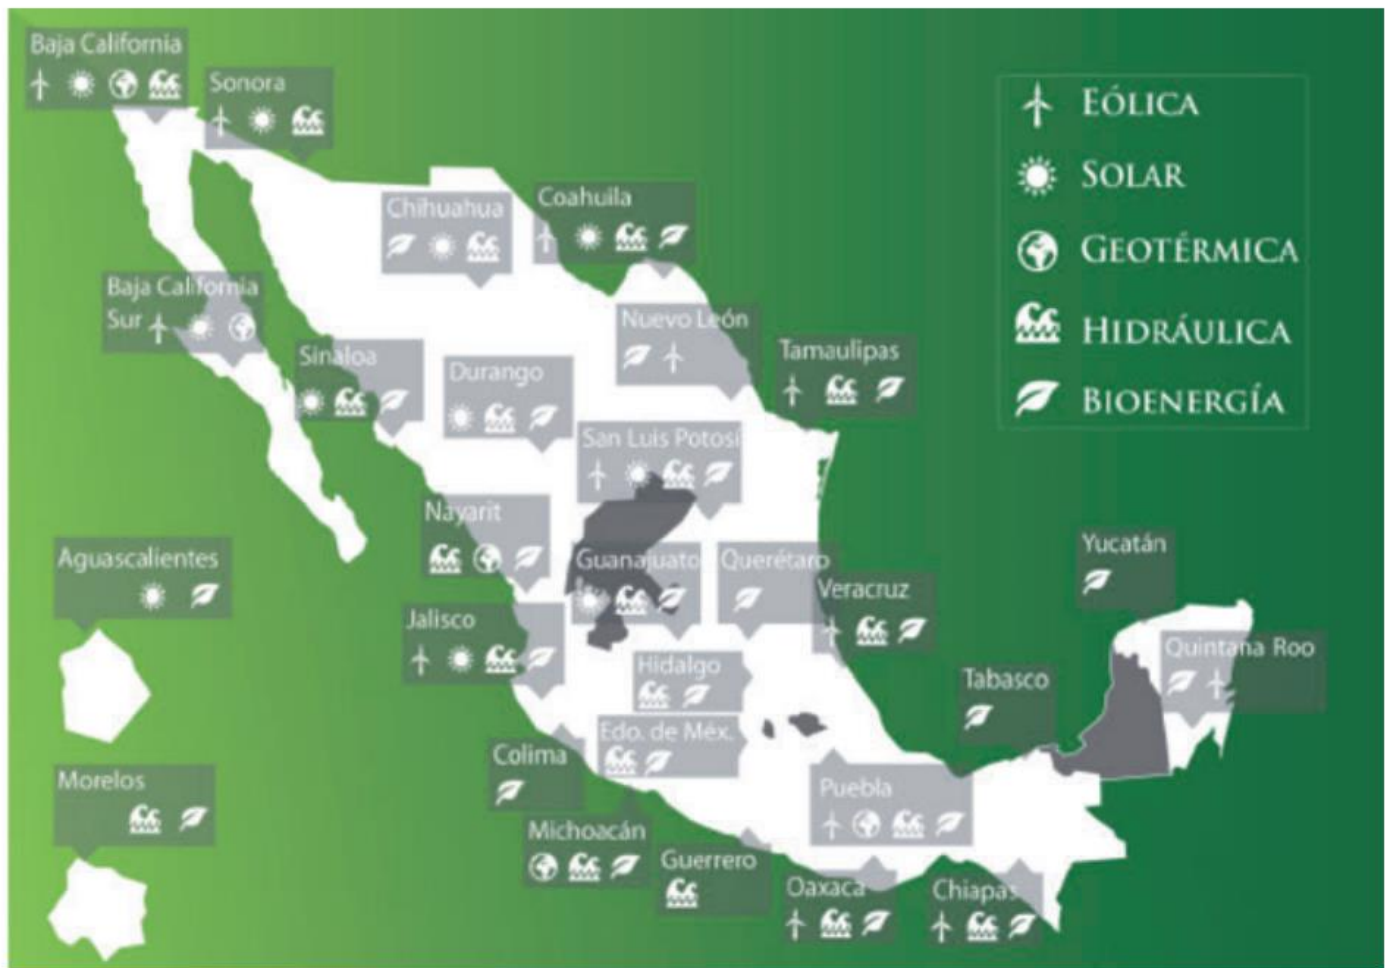 Baja California
Sonora
Chihuahua
Coahuila
Baja California
Sur
Nuevo León
Tamaulipas
Sinaloa
Durango
San Luis Potosí
Nayarit
Aguascalientes
Guanajuato
Querétaro
Veracruz
Yucatán
Jalisco
Hidalgo
Quintana Roo
Tabasco
Edo. de Méx.
Colima
Morelos
Puebla
Michoacán
Guerrero
Oaxaca
Chiapas
EÓLICA
SOLAR
GEOTÉRMICA
HIDRÁULICA
BIOENERGÍA